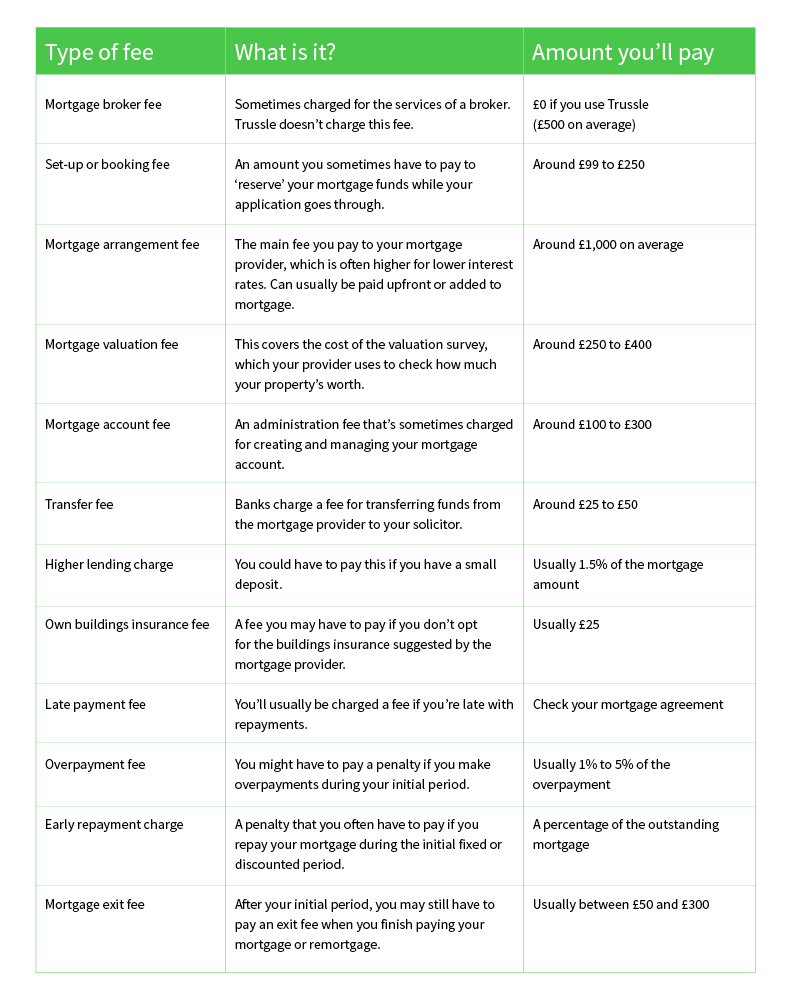 Type of fee
What is it?
Amount you’ll pay
Mortgage broker fee
Sometimes charged for the services of a broker.
Trussle doesn’t charge this fee.
£0 if you use Trussle
(£500 on average)
Set-up or booking fee
An amount you sometimes have to pay to
‘reserve’ your mortgage funds while your
application goes through.
Around £99 to £250
Mortgage arrangement fee
The main fee you pay to your mortgage
provider, which is often higher for lower interest
rates. Can usually be paid upfront or added to
mortgage.
Around £1,000 on average
Mortgage valuation fee
This covers the cost of the valuation survey,
which your provider uses to check how much
your property’s worth.
Around £250 to £400
Mortgage account fee
An administration fee that’s sometimes charged
for creating and managing your mortgage
account.
Around £100 to £300
Transfer fee
Banks charge a fee for transferring funds from
the mortgage provider to your solicitor.
Around £25 to £50
Higher lending charge
You could have to pay this if you have a small
deposit.
Usually 1.5% of the mortgage
amount
Own buildings insurance fee
A fee you may have to pay if you don’t opt
for the buildings insurance suggested by the
mortgage provider.
Usually £25
Late payment fee
You’ll usually be charged a fee if you’re late with
repayments.
Check your mortgage agreement
Overpayment fee
You might have to pay a penalty if you make
overpayments during your initial period.
Usually 1% to 5% of the
overpayment
Early repayment charge
A penalty that you often have to pay if you
repay your mortgage during the initial fixed or
discounted period.
A percentage of the outstanding
mortgage
Mortgage exit fee
After your initial period, you may still have to
pay an exit fee when you finish paying your
mortgage or remortgage.
Usually between £50 and £300